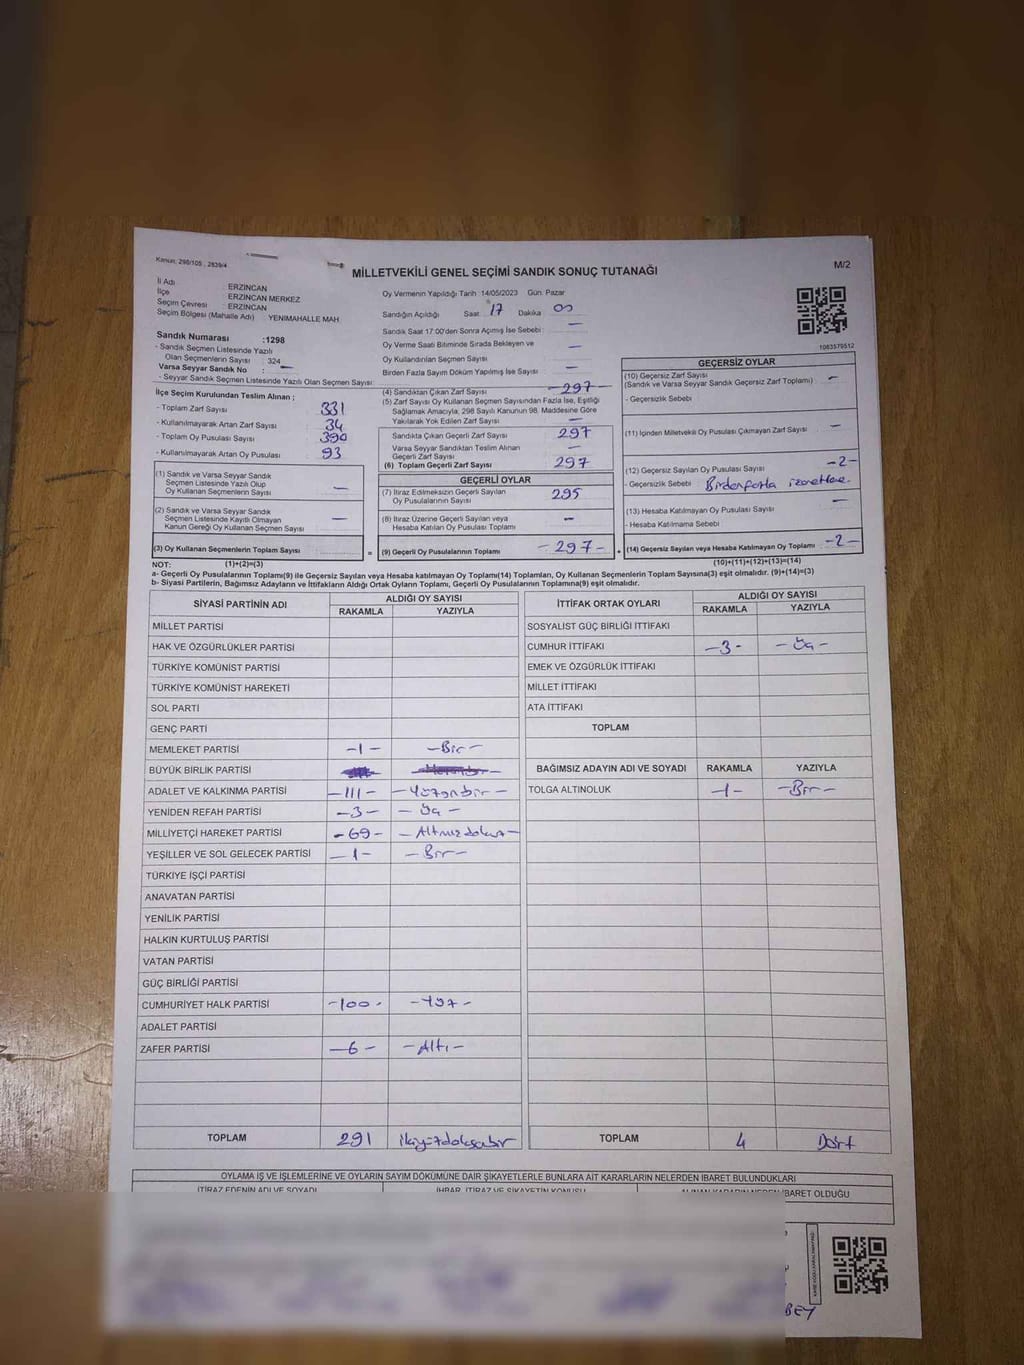 Kanun, 298/105 , 2839/4
MİLLETVEKİLİ GENEL SEÇİMİ SANDIK SONUÇ TUTANAĞI
M/2
İl Adı : ERZİNCAN
İlçe : ERZİNCAN MERKEZ
Seçim Çevresi : ERZİNCAN
Seçim Bölgesi (Mahalle Adı) : YENİMAHALLE MAH.
Oy Vermenin Yapıldığı Tarih :14/05/2023 Gün: Pazar
Sandığın Açıldığı Saat : 17 Dakika : 00
Sandık Saat 17:00'den Sonra Açılmış İse Sebebi : —
Oy Verme Saati Bitiminde Sırada Bekleyen ve
Oy Kullandırılan Seçmen Sayısı : —
Birden Fazla Sayım Döküm Yapılmış İse Sayısı : —
Sandık Numarası :1298
- Sandık Seçmen Listesinde Yazılı
Olan Seçmenlerin Sayısı : 324
Varsa Seyyar Sandık No : —
- Seyyar Sandık Seçmen Listesinde Yazılı Olan Seçmen Sayısı:
1083579512
İlçe Seçim Kurulundan Teslim Alınan ;
- Toplam Zarf Sayısı : 331
- Kullanılmayarak Artan Zarf Sayısı : 34
- Toplam Oy Pusulası Sayısı : 390
- Kullanılmayarak Artan Oy Pusulası : 93
(1) Sandık ve Varsa Seyyar Sandık
Seçmen Listesinde Yazılı Olup
Oy Kullanan Seçmenlerin Sayısı : —
(2) Sandık ve Varsa Seyyar Sandık
Seçmen Listesinde Kayıtlı Olmayan
Kanun Gereği Oy Kullanan Seçmen Sayısı : —
(3) Oy Kullanan Seçmenlerin Toplam Sayısı :
(1)+(2)=(3)
(4) Sandıktan Çıkan Zarf Sayısı : -297-
(5) Zarf Sayısı Oy Kullanan Seçmen Sayısından Fazla İse, Eşitliği
Sağlamak Amacıyla, 298 Sayılı Kanunun 98. Maddesine Göre
Yakılarak Yok Edilen Zarf Sayısı : —
Sandıkta Çıkan Geçerli Zarf Sayısı : 297
Varsa Seyyar Sandıktan Teslim Alınan
Geçerli Zarf Sayısı : —
(6) Toplam Geçerli Zarf Sayısı : 297
GEÇERLİ OYLAR
(7) İtiraz Edilmeksizin Geçerli Sayılan
Oy Pusulalarının Sayısı : 295
(8) İtiraz Üzerine Geçerli Sayılan veya
Hesaba Katılan Oy Pusulası Toplamı : —
= (9) Geçerli Oy Pusulalarının Toplamı : -297-
GEÇERSİZ OYLAR
(10) Geçersiz Zarf Sayısı : —
(Sandık ve Varsa Seyyar Sandık Geçersiz Zarf Toplamı)
- Geçersizlik Sebebi :
(11) İçinden Milletvekili Oy Pusulası Çıkmayan Zarf Sayısı : —
(12) Geçersiz Sayılan Oy Pusulası Sayısı : -2-
- Geçersizlik Sebebi : Birden fazla
(13) Hesaba Katılmayan Oy Pusulası Sayısı : —
- Hesaba Katılmama Sebebi :
+ (14) Geçersiz Sayılan veya Hesaba Katılmayan Oy Toplamı : -2-
(10)+(11)+(12)+(13)=(14)
NOT:
a- Geçerli Oy Pusulalarının Toplamı(9) ile Geçersiz Sayılan veya Hesaba katılmayan Oy Toplamı(14) Toplamları, Oy Kullanan Seçmenlerin Toplam Sayısına(3) eşit olmalıdır. (9)+(14)=(3)
b- Siyasi Partilerin, Bağımsız Adayların ve İttifakların Aldığı Ortak Oyların Toplamı, Geçerli Oy Pusulalarının Toplamına(9) eşit olmalıdır.
SİYASİ PARTİNİN ADI ALDIĞI OY SAYISI
RAKAMLA YAZIYLA
MİLLET PARTİSİ
HAK VE ÖZGÜRLÜKLER PARTİSİ
TÜRKİYE KOMÜNİST PARTİSİ
TÜRKİYE KOMÜNİST HAREKETİ
SOL PARTİ
GENÇ PARTİ
MEMLEKET PARTİSİ -1- -Bir-
BÜYÜK BİRLİK PARTİSİ
ADALET VE KALKINMA PARTİSİ -111- -Yüzonbir-
YENİDEN REFAH PARTİSİ -3- -Üç-
MİLLİYETÇİ HAREKET PARTİSİ -69- -Altmışdokuz-
YEŞİLLER VE SOL GELECEK PARTİSİ -1- -Bir-
TÜRKİYE İŞÇİ PARTİSİ
ANAVATAN PARTİSİ
YENİLİK PARTİSİ
HALKIN KURTULUŞ PARTİSİ
VATAN PARTİSİ
GÜÇ BİRLİĞİ PARTİSİ
CUMHURİYET HALK PARTİSİ -100- -Yüz-
ADALET PARTİSİ
ZAFER PARTİSİ -6- -Altı-
TOPLAM 291 İkiyüzdoksanbir
İTTİFAK ORTAK OYLARI ALDIĞI OY SAYISI
RAKAMLA YAZIYLA
SOSYALİST GÜÇ BİRLİĞİ İTTİFAKI
CUMHUR İTTİFAKI -3- -Üç-
EMEK VE ÖZGÜRLÜK İTTİFAKI
MİLLET İTTİFAKI
ATA İTTİFAKI
TOPLAM
BAĞIMSIZ ADAYIN ADI VE SOYADI RAKAMLA YAZIYLA
TOLGA ALTINOLUK -1- -Bir-
TOPLAM 4 Dört
OYLAMA İŞ VE İŞLEMLERİNE VE OYLARIN SAYIM DÖKÜMÜNE DAİR ŞİKAYETLERLE BUNLARA AİT KARARLARIN NELERDEN İBARET BULUNDUKLARI
İTİRAZ EDENİN ADI VE SOYADI İHBAR, İTİRAZ VE ŞİKAYETİN KONUSU ALINAN KARARIN NEDEN İBARET OLDUĞU
BEY